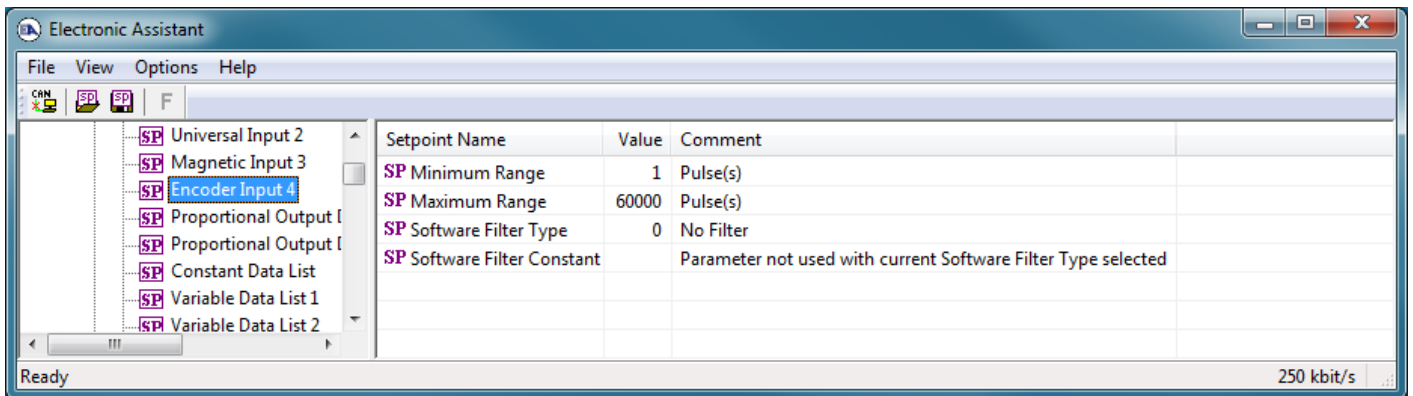 EA Electronic Assistant
File View Options Help
CAN SP SP F
SP Universal Input 2
SP Magnetic Input 3
SP Encoder Input 4
SP Proportional Output
SP Proportional Output
SP Constant Data List
SP Variable Data List 1
SP Variable Data List 2
Setpoint Name Value Comment
SP Minimum Range 1 Pulse(s)
SP Maximum Range 60000 Pulse(s)
SP Software Filter Type 0 No Filter
SP Software Filter Constant Parameter not used with current Software Filter Type selected
Ready 250 kbit/s